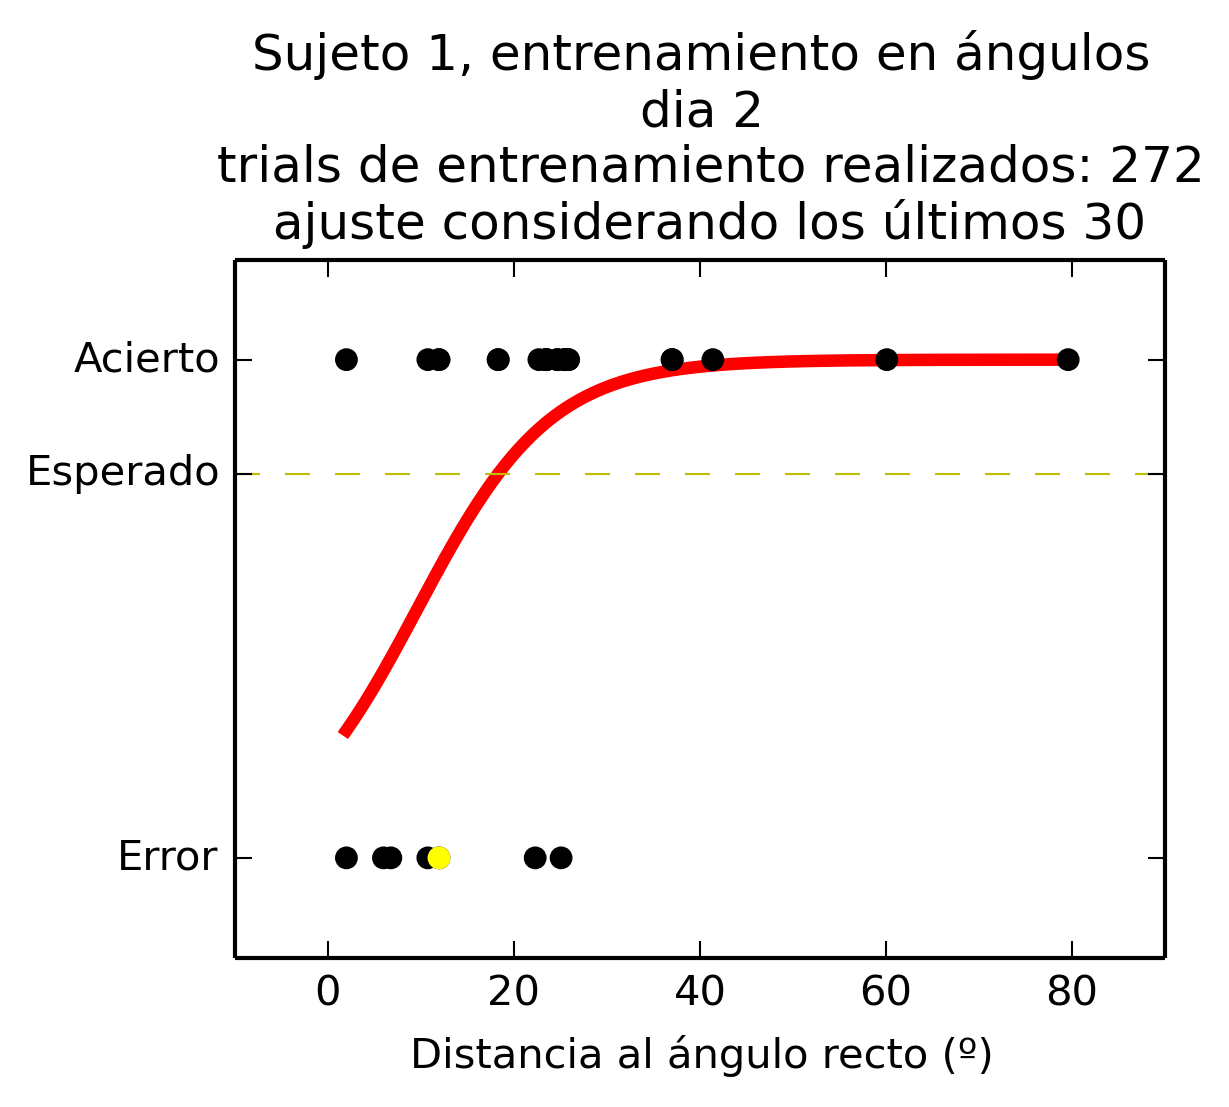 Sujeto 1, entrenamiento en ángulos
dia 2
trials de entrenamiento realizados: 272
ajuste considerando los últimos 30
Acierto
Esperado
Error
0 20 40 60 80
Distancia al ángulo recto (º)